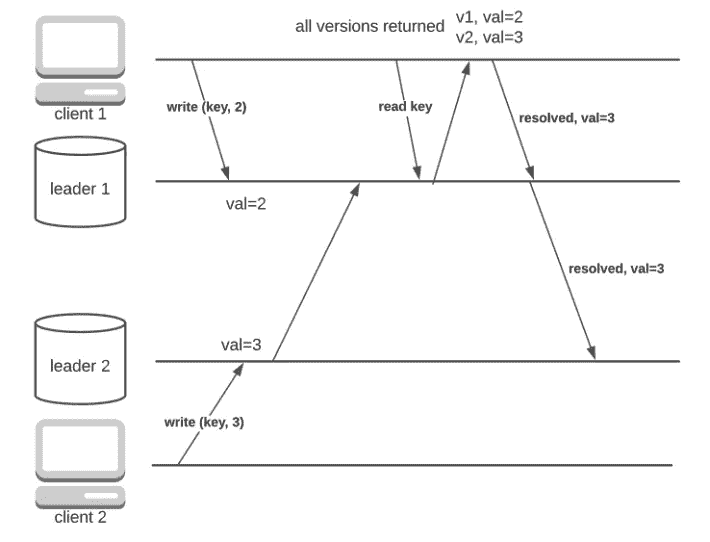 all versions returned
v1, val=2
v2, val=3
write (key, 2)
read key
resolved, val=3
client 1
leader 1
val=2
resolved, val=3
val=3
leader 2
write (key, 3)
client 2